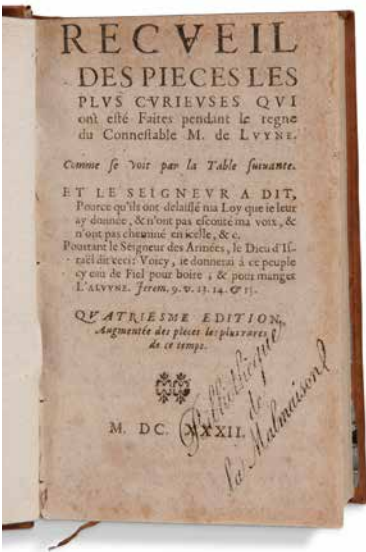 RECVEIL
DES PIECES LES
PLVS CVRIEVSES QVI
ont esté Faites pendant le regne
du Connestable M. de LVYNE.
Comme se voit par la Table suivante.
ET LE SEIGNEVR A DIT,
Pource qu'ils ont delaissé ma Loy que ie leur
ay donnée, & n'ont pas escouté ma voix, &
n'ont pas cheminé en icelle, & c.
Pourtant le Seigneur des Armées, le Dieu d'Is-
raël dit ceci: Voicy, ie donnerai à ce peuple
cy eau de Fiel pour boire, & pour manger
L'ALVYNE. Jerem. 9. v. 13. 14. & 15.
QVATRIESME EDITION,
Augmentée des pieces les plus rares
de ce temps.
M. DC. XXXII.
Bibliotheque
de
la Malmaison